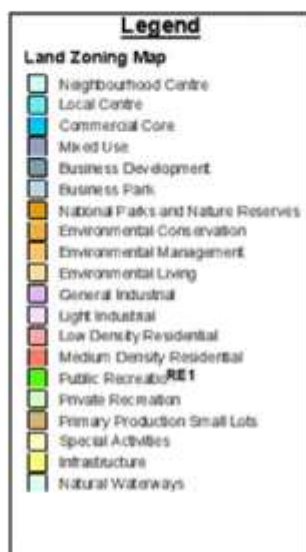 Legend
Land Zoning Map
Neighbourhood Centre
Local Centre
Commercial Core
Mixed Use
Business Development
Business Park
National Parks and Nature Reserves
Environmental Conservation
Environmental Management
Environmental Living
General Industrial
Light Industrial
Low Density Residential
Medium Density Residential
Public RecreatioRE1
Private Recreation
Primary Production Small Lots
Special Activities
Infrastructure
Natural Waterways